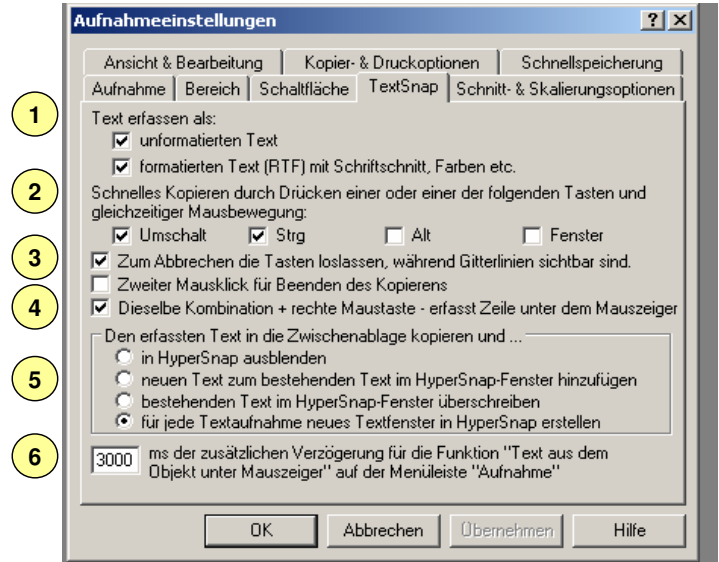 Aufnahmeeinstellungen
Ansicht & Bearbeitung Kopier- & Druckoptionen Schnellspeicherung
Aufnahme Bereich Schaltfläche TextSnap Schnitt- & Skalierungsoptionen
1
Text erfassen als:
unformatierten Text
formatierten Text (RTF) mit Schriftschnitt, Farben etc.
2
Schnelles Kopieren durch Drücken einer oder einer der folgenden Tasten und
gleichzeitiger Mausbewegung:
Umschalt Strg Alt Fenster
3
Zum Abbrechen die Tasten loslassen, während Gitterlinien sichtbar sind.
Zweiter Mausklick für Beenden des Kopierens
4
Dieselbe Kombination + rechte Maustaste - erfasst Zeile unter dem Mauszeiger
Den erfassten Text in die Zwischenablage kopieren und ...
in HyperSnap ausblenden
5
neuen Text zum bestehenden Text im HyperSnap-Fenster hinzufügen
bestehenden Text im HyperSnap-Fenster überschreiben
für jede Textaufnahme neues Textfenster in HyperSnap erstellen
6
3000 ms der zusätzlichen Verzögerung für die Funktion "Text aus dem
Objekt unter Mauszeiger" auf der Menüleiste "Aufnahme"
OK Abbrechen Übernehmen Hilfe